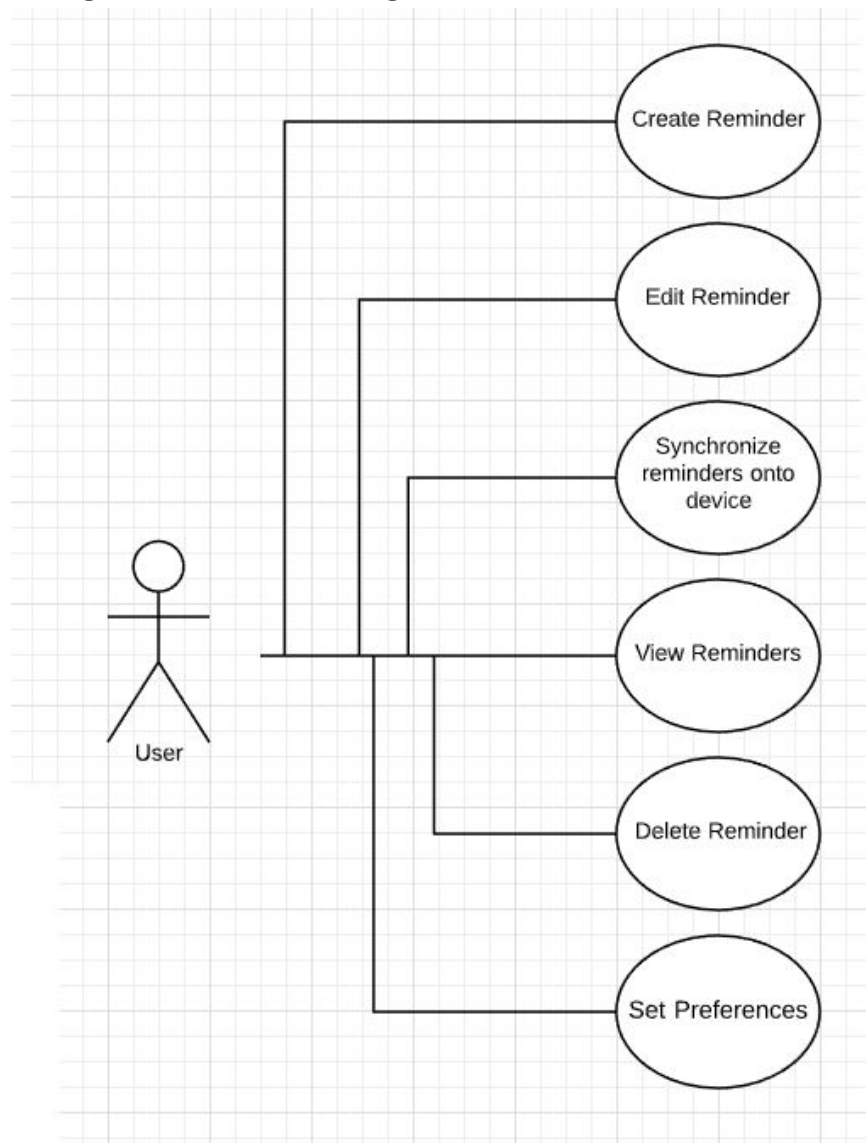 Create Reminder
Edit Reminder
Synchronize
reminders onto
device
View Reminders
User
Delete Reminder
Set Preferences